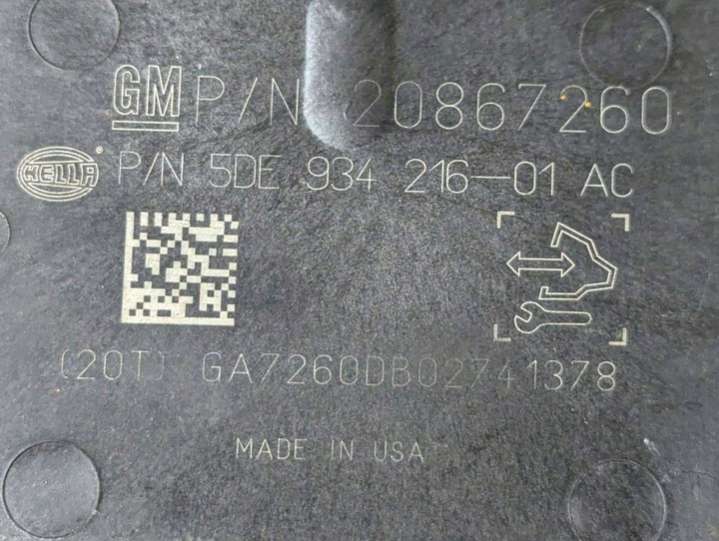 GM P/N 20867260
HELLA P/N 5DE 934 216-01 AC
(20T) GA7260DB02741378
MADE IN USA